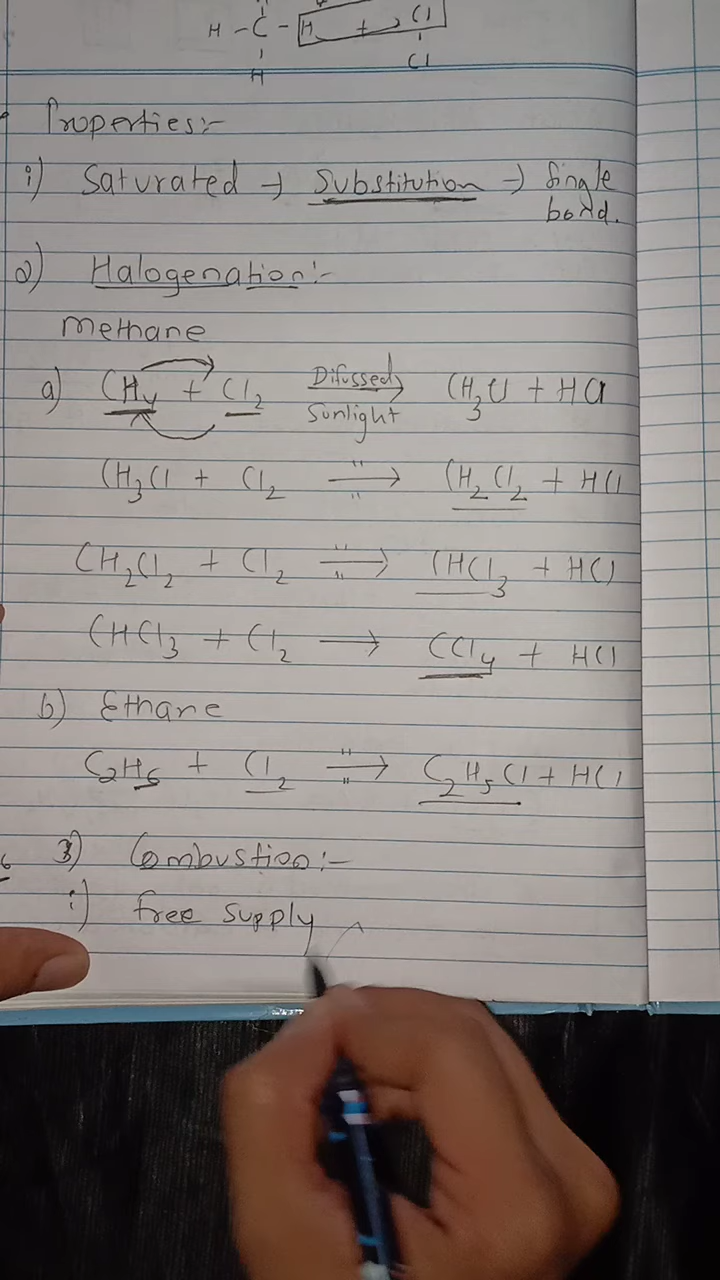 H - C - H + Cl
H Cl
Properties:-
i) Saturated → Substitution → Single
bond.
2) Halogenation:-
Methane
a) CH4 + Cl2 Difussed Sunlight → CH3Cl + HCl
CH3Cl + Cl2 " " → CH2Cl2 + HCl
CH2Cl2 + Cl2 " " → CHCl3 + HCl
CHCl3 + Cl2 → CCl4 + HCl
b) Ethane
C2H6 + Cl2 " " → C2H5Cl + HCl
3) Combustion:-
i) free supply